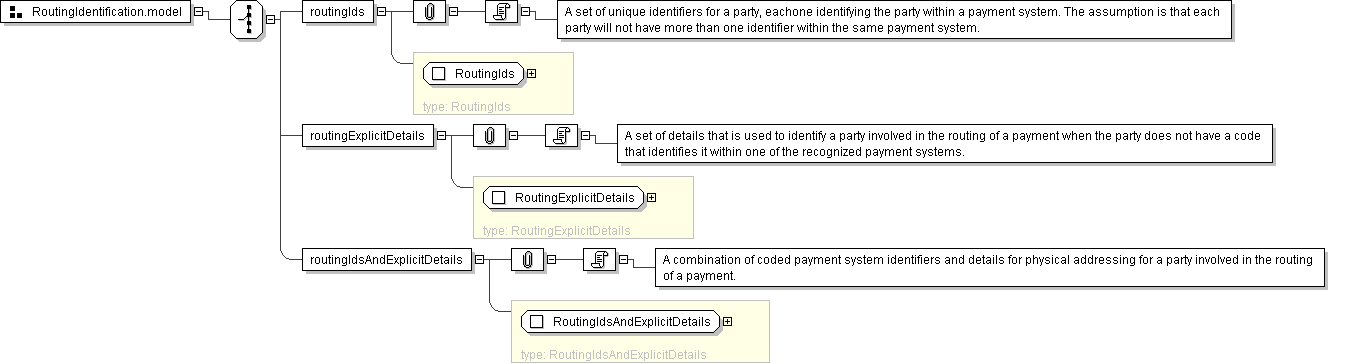 RoutingIdentification.model
routingIds
A set of unique identifiers for a party, eachone identifying the party within a payment system. The assumption is that each
party will not have more than one identifier within the same payment system.
RoutingIds
type: RoutingIds
routingExplicitDetails
A set of details that is used to identify a party involved in the routing of a payment when the party does not have a code
that identifies it within one of the recognized payment systems.
RoutingExplicitDetails
type: RoutingExplicitDetails
routingIdsAndExplicitDetails
A combination of coded payment system identifiers and details for physical addressing for a party involved in the routing
of a payment.
RoutingIdsAndExplicitDetails
type: RoutingIdsAndExplicitDetails